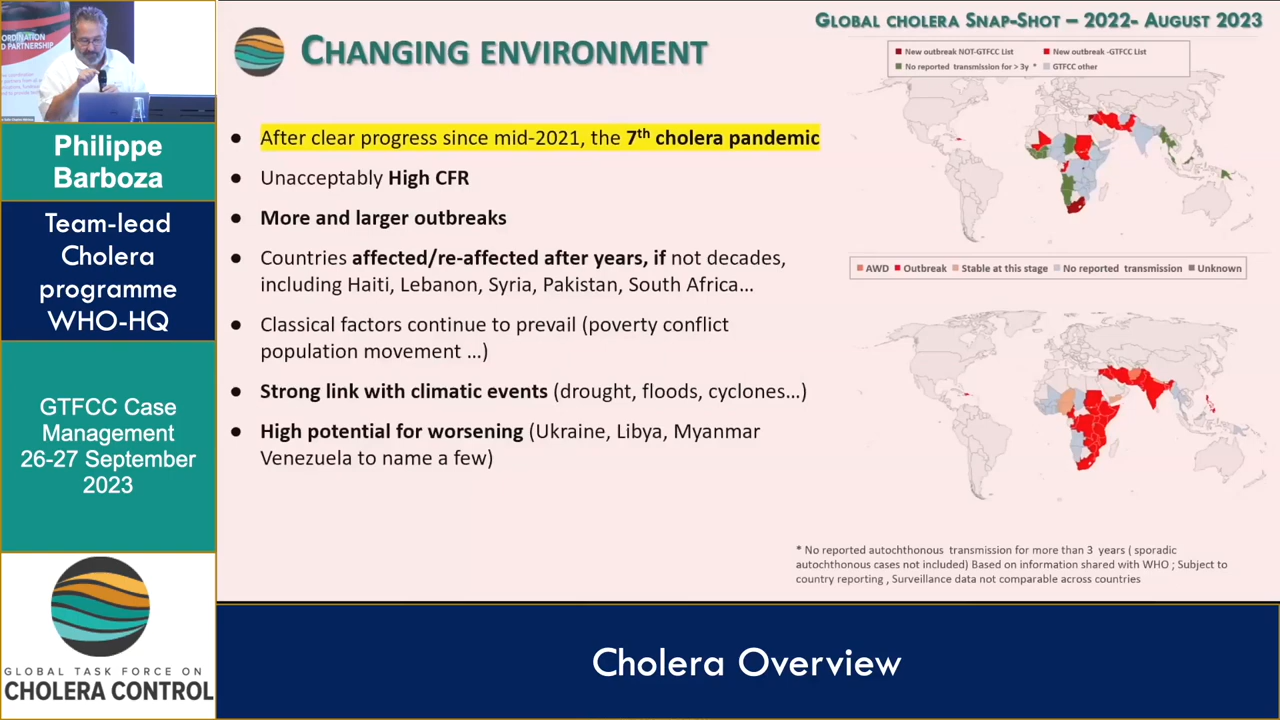 ORDINATION
D PARTNERSHIP
Philippe
Barboza
Team-lead
Cholera
programme
WHO-HQ
GTFCC Case
Management
26-27 September
2023
GLOBAL TASK FORCE ON
CHOLERA CONTROL
CHANGING ENVIRONMENT
● After clear progress since mid-2021, the 7th cholera pandemic
● Unacceptably High CFR
● More and larger outbreaks
● Countries affected/re-affected after years, if not decades,
including Haiti, Lebanon, Syria, Pakistan, South Africa...
● Classical factors continue to prevail (poverty conflict
population movement ...)
● Strong link with climatic events (drought, floods, cyclones...)
● High potential for worsening (Ukraine, Libya, Myanmar
Venezuela to name a few)
GLOBAL CHOLERA SNAP-SHOT – 2022- AUGUST 2023
New outbreak NOT-GTFCC List New outbreak -GTFCC List
No reported transmission for > 3y * GTFCC other
AWD Outbreak Stable at this stage No reported transmission Unknown
* No reported autochthonous transmission for more than 3 years ( sporadic
autochthonous cases not included) Based on information shared with WHO ; Subject to
country reporting , Surveillance data not comparable across countries
Cholera Overview